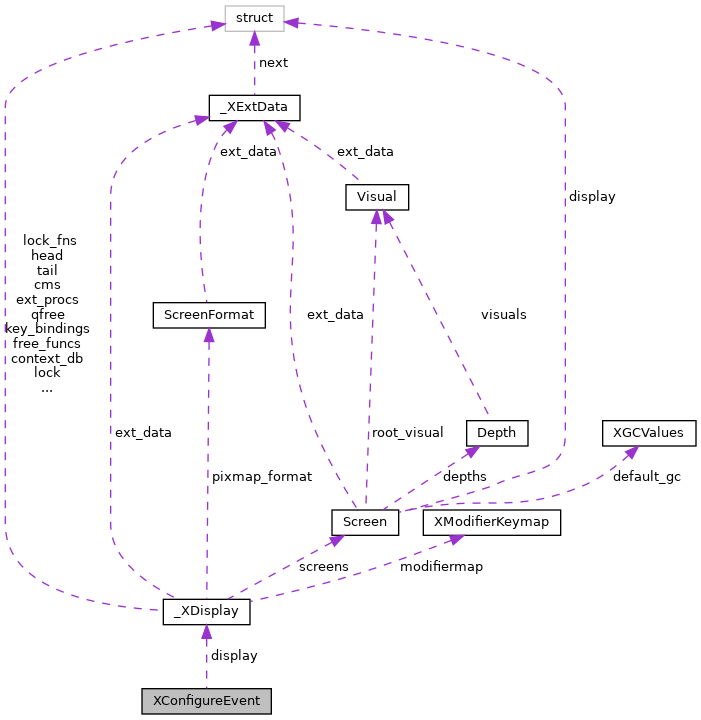 struct
next
_XExtData
ext_data
ext_data
Visual
display
lock_fns
head
tail
cms
ext_procs
qfree
key_bindings
free_funcs
context_db
lock
...
ScreenFormat
ext_data
visuals
ext_data
root_visual
Depth
XGCValues
pixmap_format
depths
default_gc
Screen
XModifierKeymap
screens
modifiermap
_XDisplay
display
XConfigureEvent